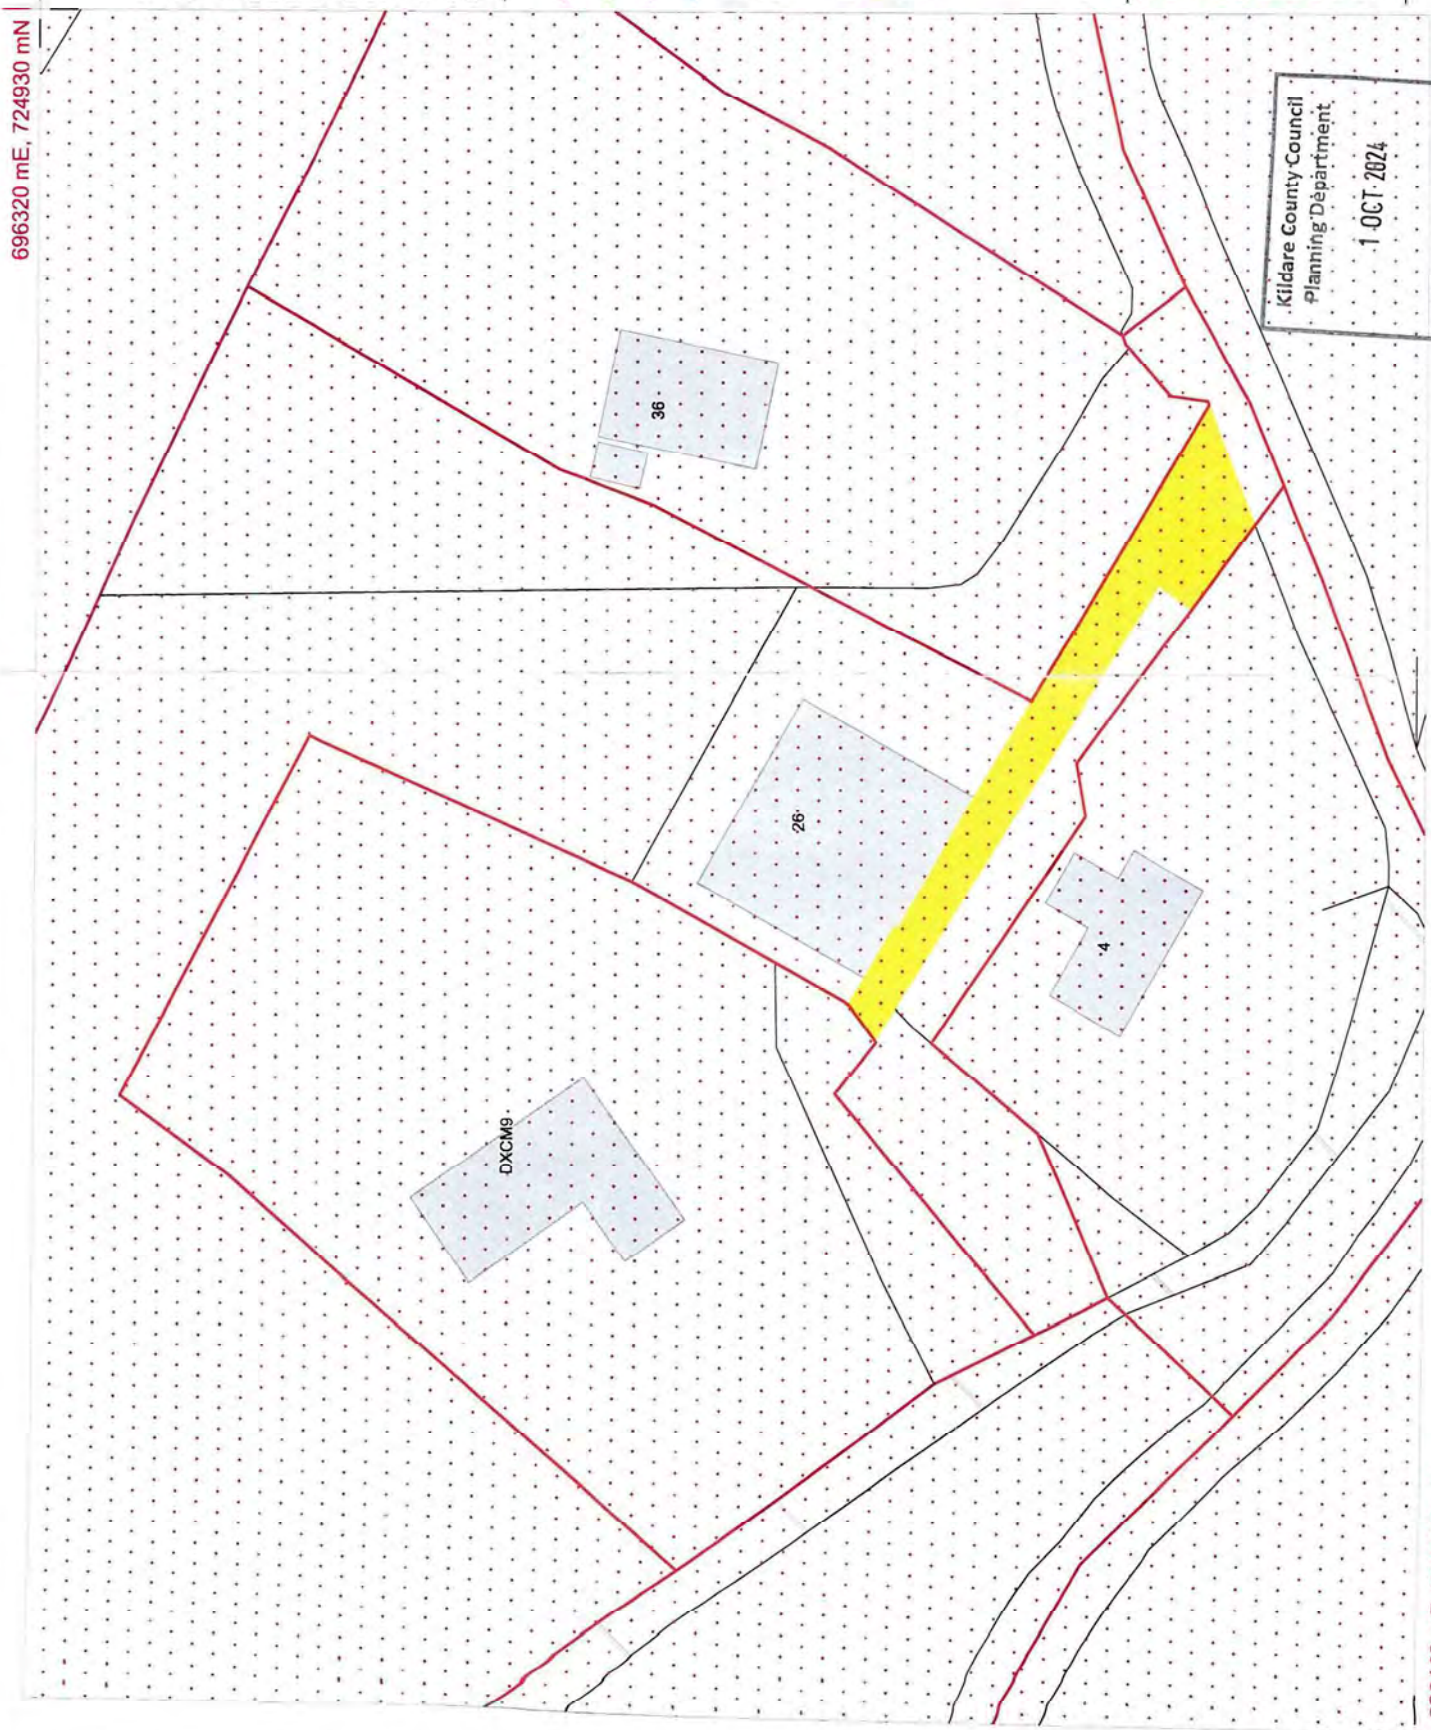 696320 mE, 724930 mN
36
26
4
DXCM9
Kildare County Council
Planning Department
1 OCT 2024